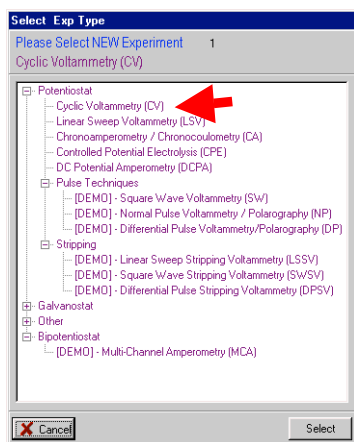 Select Exp Type
Please Select NEW Experiment 1
Cyclic Voltammetry (CV)
Potentiostat
Cyclic Voltammetry (CV)
Linear Sweep Voltammetry (LSV)
Chronoamperometry / Chronocoulometry (CA)
Controlled Potential Electrolysis (CPE)
DC Potential Amperometry (DCPA)
Pulse Techniques
[DEMO] - Square Wave Voltammetry (SW)
[DEMO] - Normal Pulse Voltammetry / Polarography (NP)
[DEMO] - Differential Pulse Voltammetry/Polarography (DP)
Stripping
[DEMO] - Linear Sweep Stripping Voltammetry (LSSV)
[DEMO] - Square Wave Stripping Voltammetry (SWSV)
[DEMO] - Differential Pulse Stripping Voltammetry (DPSV)
Galvanostat
Other
Bipotentiostat
[DEMO] - Multi-Channel Amperometry (MCA)
Cancel Select